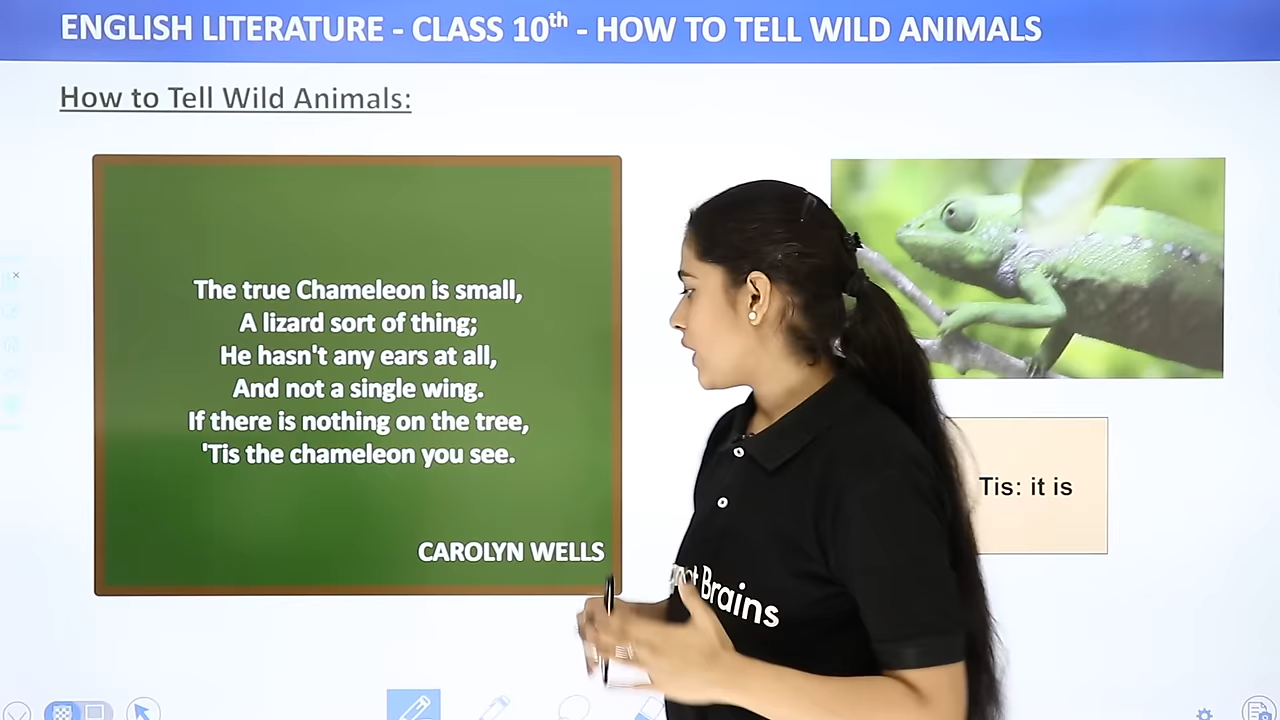 ENGLISH LITERATURE - CLASS 10th - HOW TO TELL WILD ANIMALS
How to Tell Wild Animals:
The true Chameleon is small,
A lizard sort of thing;
He hasn't any ears at all,
And not a single wing.
If there is nothing on the tree,
'Tis the chameleon you see.
CAROLYN WELLS
Tis: it is
Brains